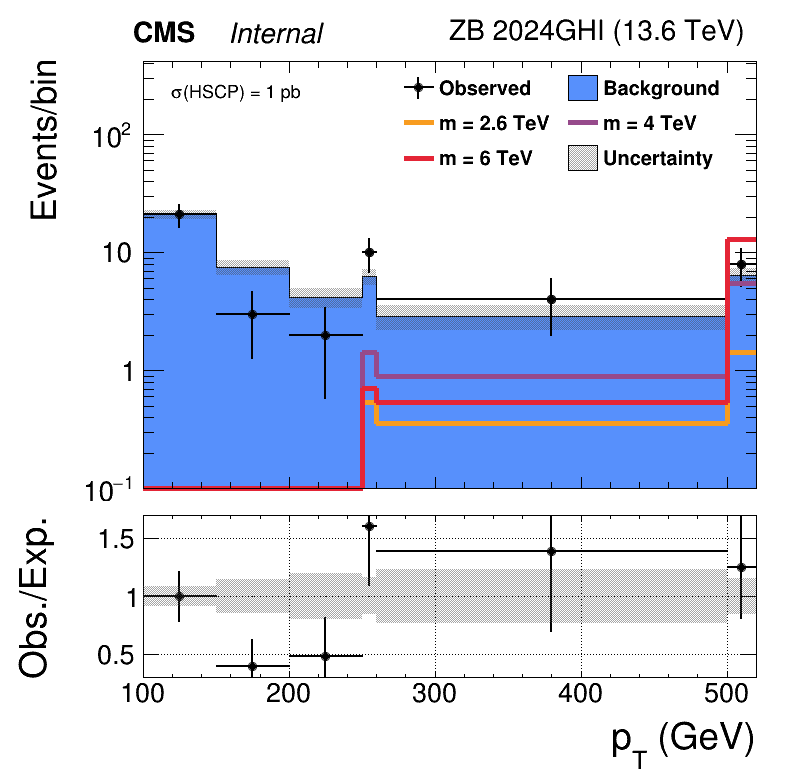 CMS Internal ZB 2024GHI (13.6 TeV)
Events/bin
σ(HSCP) = 1 pb
Observed Background
m = 2.6 TeV m = 4 TeV
m = 6 TeV Uncertainty
10²
10
1
10⁻¹
Obs./Exp.
1.5
1
0.5
100 200 300 400 500
p_T (GeV)